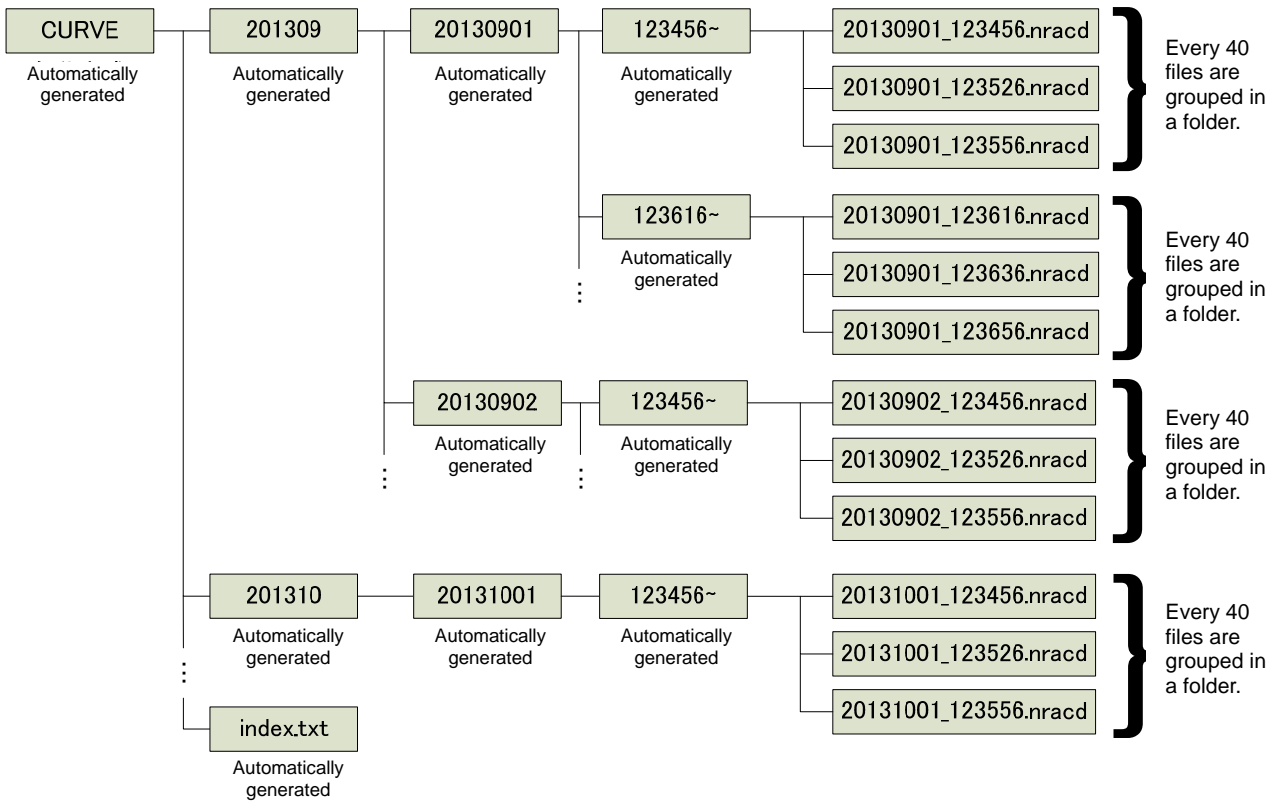 CURVE
Automatically
generated
201309
Automatically
generated
20130901
Automatically
generated
123456~
Automatically
generated
20130901_123456.nracd
20130901_123526.nracd
20130901_123556.nracd
Every 40
files are
grouped in
a folder.
123616~
Automatically
generated
20130901_123616.nracd
20130901_123636.nracd
20130901_123656.nracd
Every 40
files are
grouped in
a folder.
20130902
Automatically
generated
123456~
Automatically
generated
20130902_123456.nracd
20130902_123526.nracd
20130902_123556.nracd
Every 40
files are
grouped in
a folder.
201310
Automatically
generated
20131001
Automatically
generated
123456~
Automatically
generated
20131001_123456.nracd
20131001_123526.nracd
20131001_123556.nracd
Every 40
files are
grouped in
a folder.
index.txt
Automatically
generated